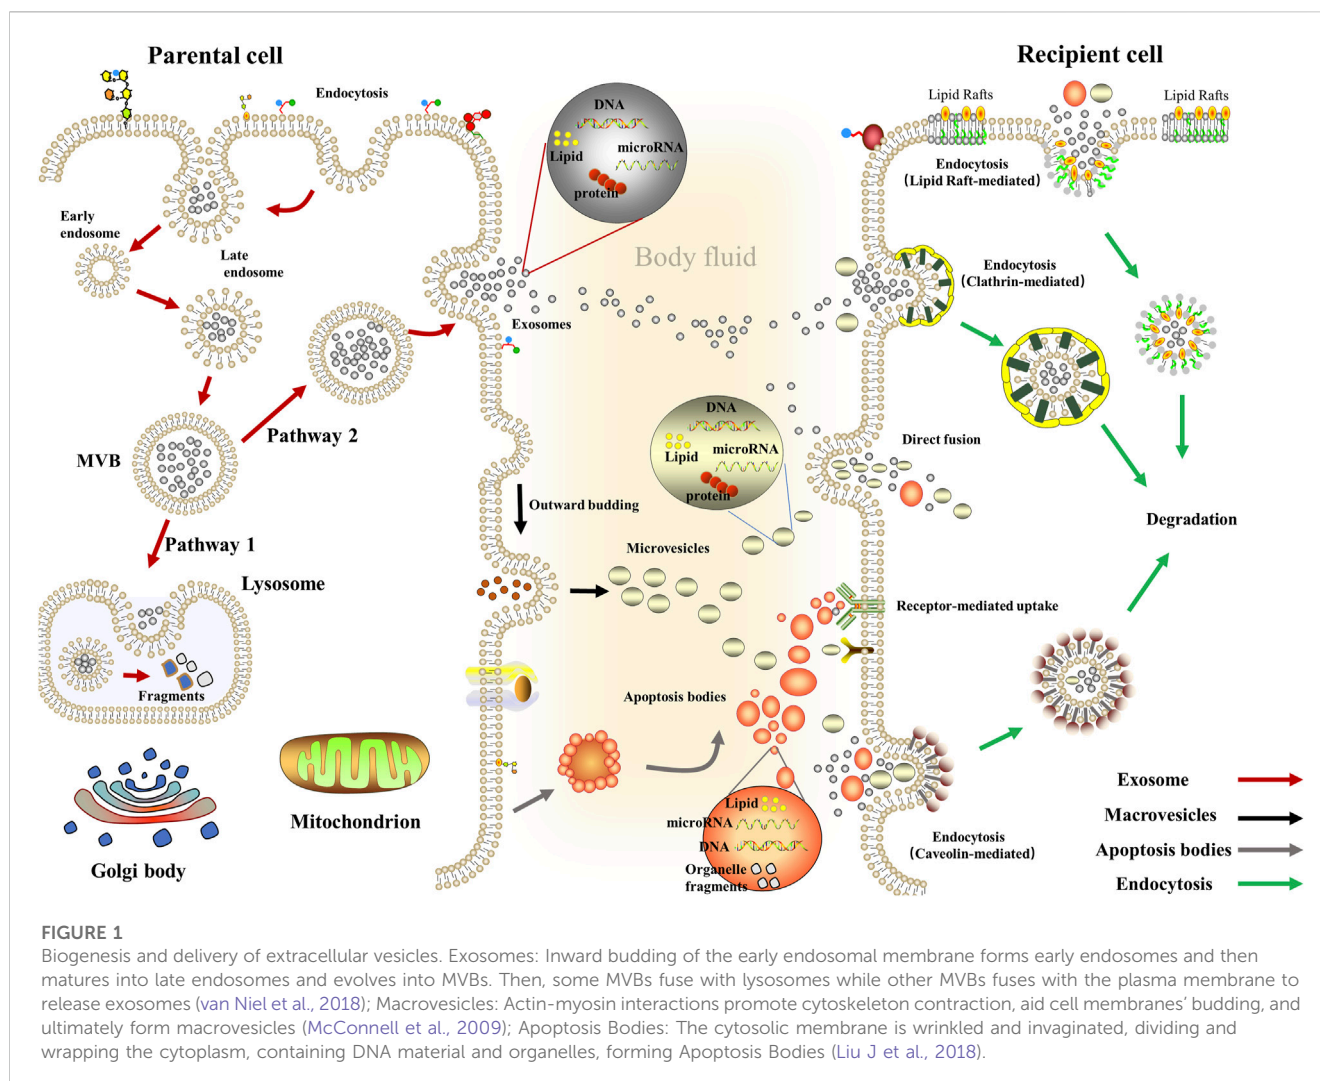 Parental cell
Recipient cell
Endocytosis
Early
endosome
Late
endosome
MVB
Pathway 2
Pathway 1
Lysosome
Fragments
Golgi body
Mitochondrion
DNA
Lipid
microRNA
protein
Body fluid
Exosomes
Outward budding
DNA
Lipid
microRNA
protein
Microvesicles
Apoptosis bodies
Lipid
microRNA
DNA
Organelle
fragments
Lipid Rafts
Lipid Rafts
Endocytosis
(Lipid Raft-mediated)
Endocytosis
(Clathrin-mediated)
Direct fusion
Degradation
Receptor-mediated uptake
Endocytosis
(Caveolin-mediated)
Exosome
Macrovesicles
Apoptosis bodies
Endocytosis
FIGURE 1
Biogenesis and delivery of extracellular vesicles. Exosomes: Inward budding of the early endosomal membrane forms early endosomes and then
matures into late endosomes and evolves into MVBs. Then, some MVBs fuse with lysosomes while other MVBs fuses with the plasma membrane to
release exosomes (van Niel et al., 2018); Macrovesicles: Actin-myosin interactions promote cytoskeleton contraction, aid cell membranes' budding, and
ultimately form macrovesicles (McConnell et al., 2009); Apoptosis Bodies: The cytosolic membrane is wrinkled and invaginated, dividing and
wrapping the cytoplasm, containing DNA material and organelles, forming Apoptosis Bodies (Liu J et al., 2018).